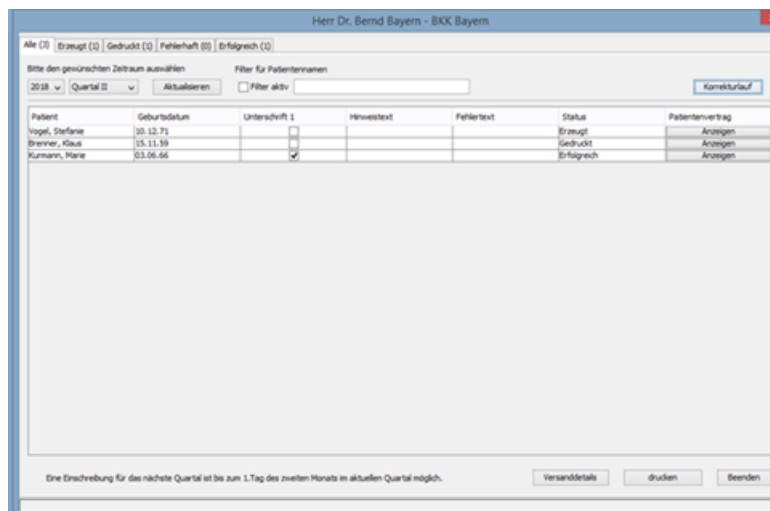 Herr Dr. Bernd Bayern - BKK Bayern
Alle (3) Erzeugt (1) Gedruckt (1) Fehlerhaft (0) Erfolgreich (1)
Bitte den gewünschten Zeitraum auswählen Filter für Patientennamen
2018 Quartal II Aktualisieren Filter aktiv Korrekturlauf
Patient Geburtsdatum Unterschrift 1 Hinweistext Fehlertext Status Patientenvertrag
Vogel, Stefanie 10.12.71 Erzeugt Anzeigen
Brenner, Klaus 15.11.59 Gedruckt Anzeigen
Kurmann, Marie 03.06.66 Erfolgreich Anzeigen
Eine Einschreibung für das nächste Quartal ist bis zum 1.Tag des zweiten Monats im aktuellen Quartal möglich. Versanddetails drucken Beenden